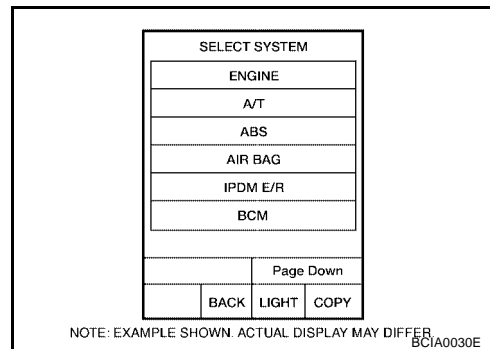 SELECT SYSTEM
ENGINE
A/T
ABS
AIR BAG
IPDM E/R
BCM
Page Down
BACK LIGHT COPY
NOTE: EXAMPLE SHOWN. ACTUAL DISPLAY MAY DIFFER.
BCIA0030E